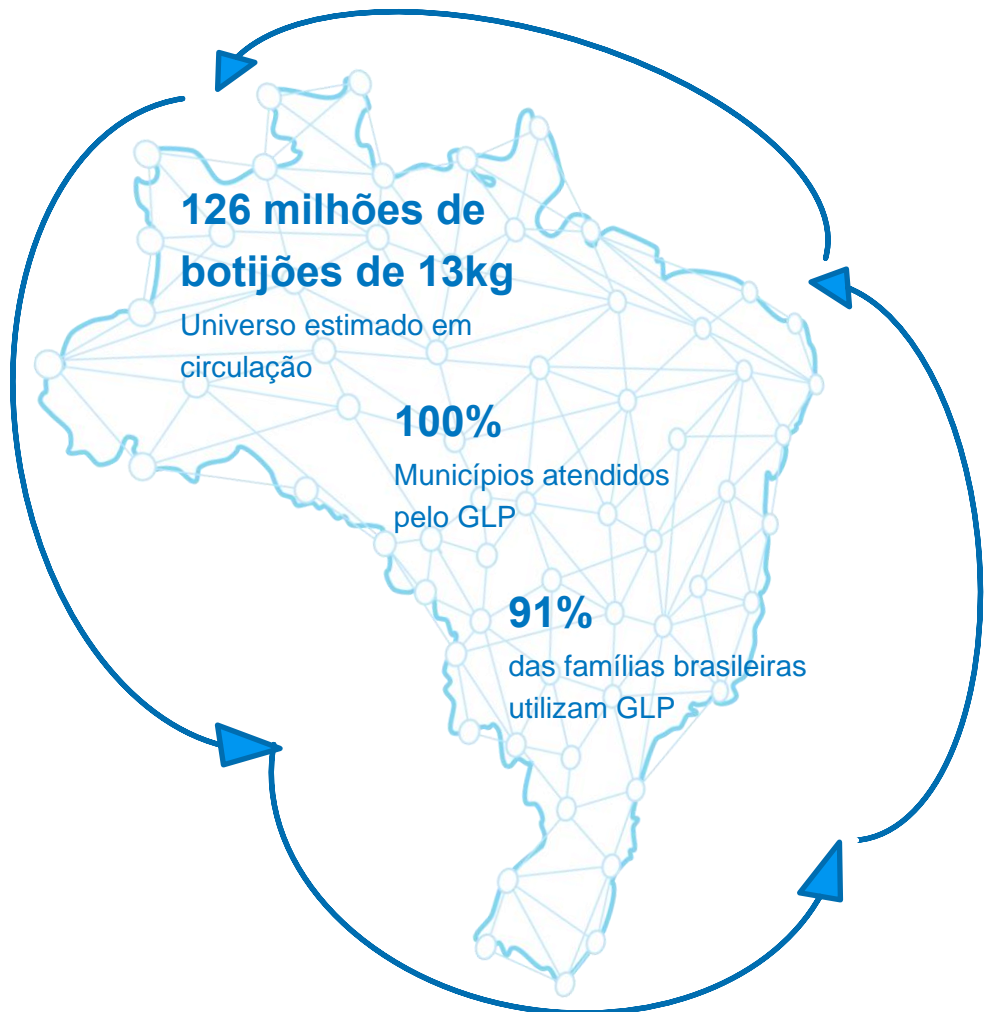 126 milhões de
botijões de 13kg
Universo estimado em
circulação
100%
Municípios atendidos
pelo GLP
91%
das famílias brasileiras
utilizam GLP